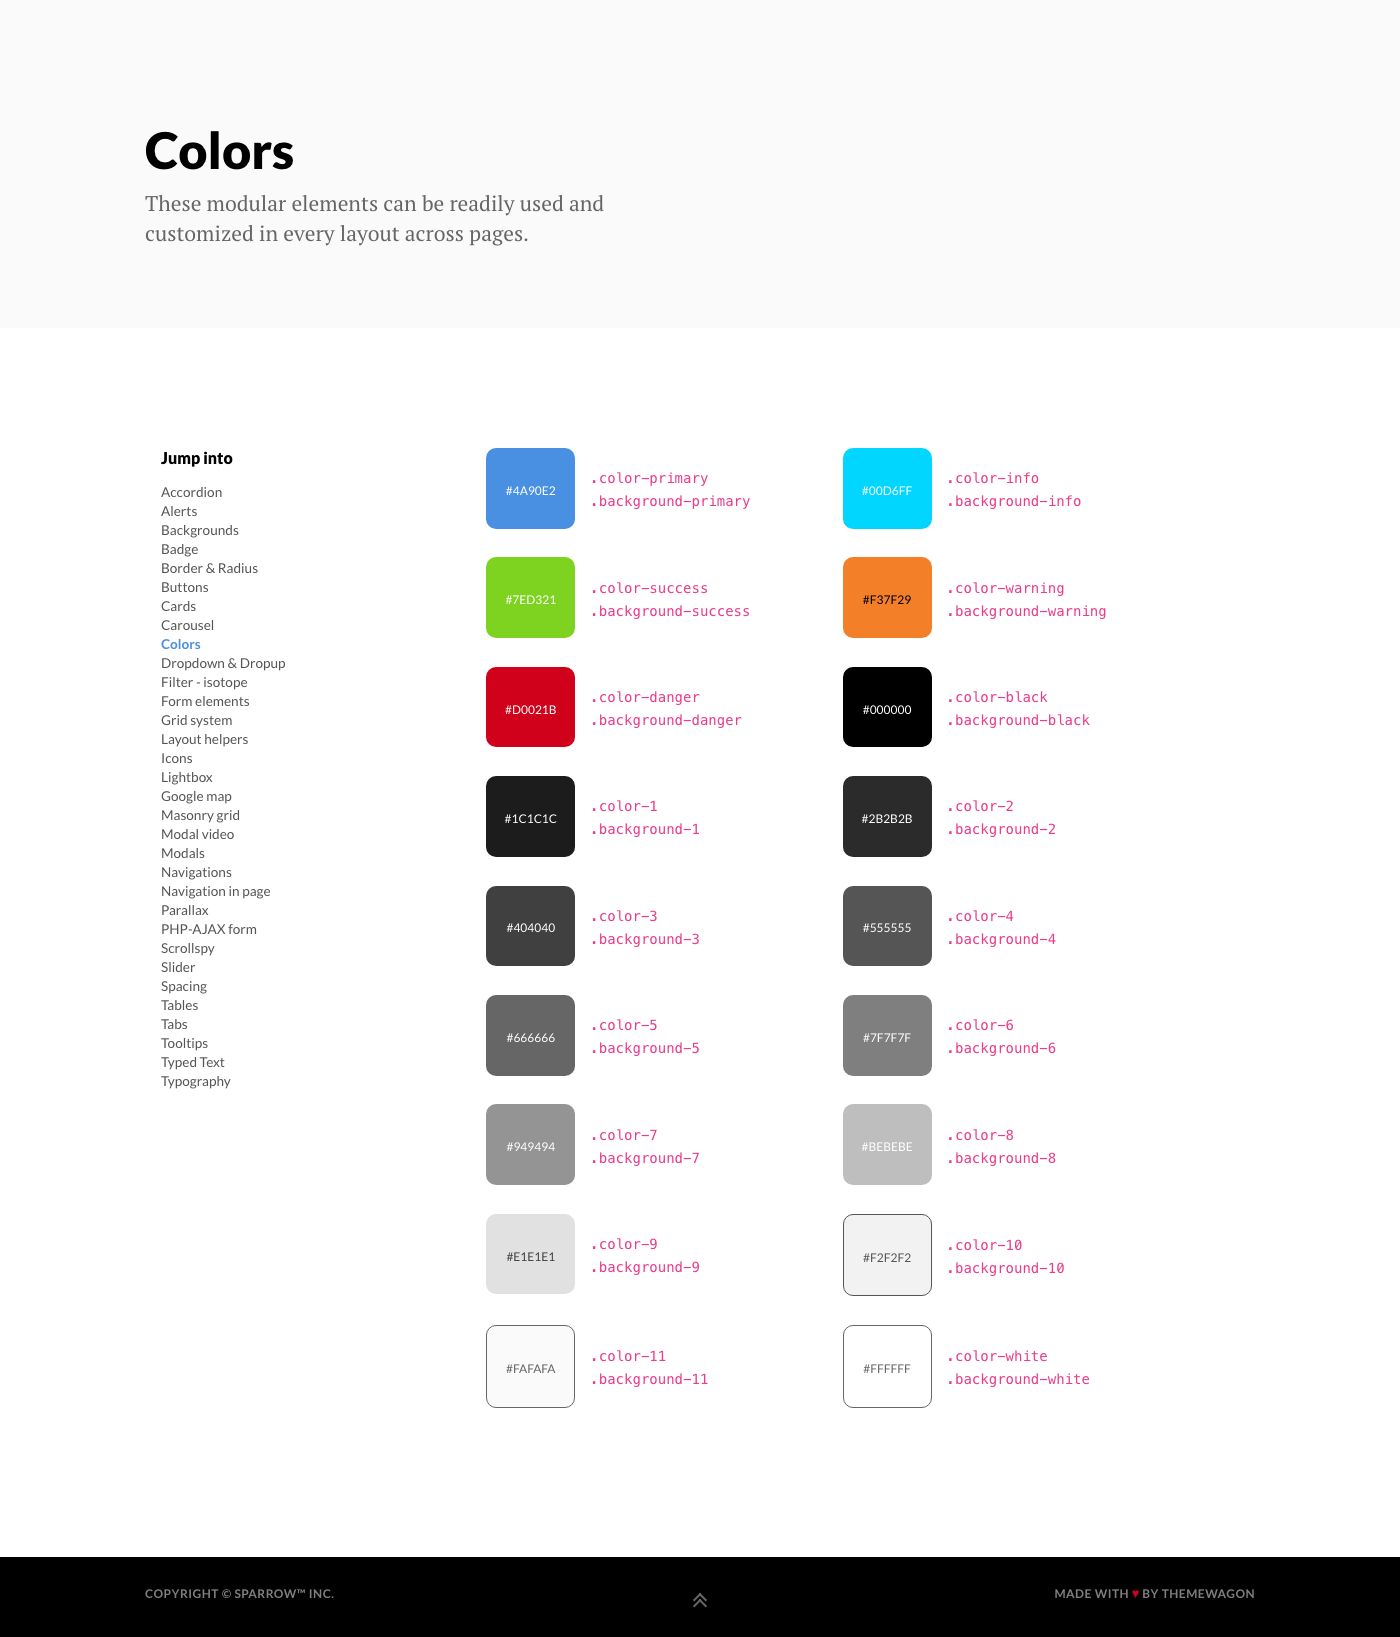 Colors
These modular elements can be readily used and
customized in every layout across pages.
Jump into
Accordion
Alerts
Backgrounds
Badge
Border & Radius
Buttons
Cards
Carousel
Colors
Dropdown & Dropup
Filter - isotope
Form elements
Grid system
Layout helpers
Icons
Lightbox
Google map
Masonry grid
Modal video
Modals
Navigations
Navigation in page
Parallax
PHP-AJAX form
Scrollspy
Slider
Spacing
Tables
Tabs
Tooltips
Typed Text
Typography
#4A90E2
.color-primary
.background-primary
#00D6FF
.color-info
.background-info
#7ED321
.color-success
.background-success
#F37F29
.color-warning
.background-warning
#D0021B
.color-danger
.background-danger
#000000
.color-black
.background-black
#1C1C1C
.color-1
.background-1
#2B2B2B
.color-2
.background-2
#404040
.color-3
.background-3
#555555
.color-4
.background-4
#666666
.color-5
.background-5
#7F7F7F
.color-6
.background-6
#949494
.color-7
.background-7
#BEBEBE
.color-8
.background-8
#E1E1E1
.color-9
.background-9
#F2F2F2
.color-10
.background-10
#FAFAFA
.color-11
.background-11
#FFFFFF
.color-white
.background-white
COPYRIGHT © SPARROW™ INC.
MADE WITH ♥ BY THEMEWAGON